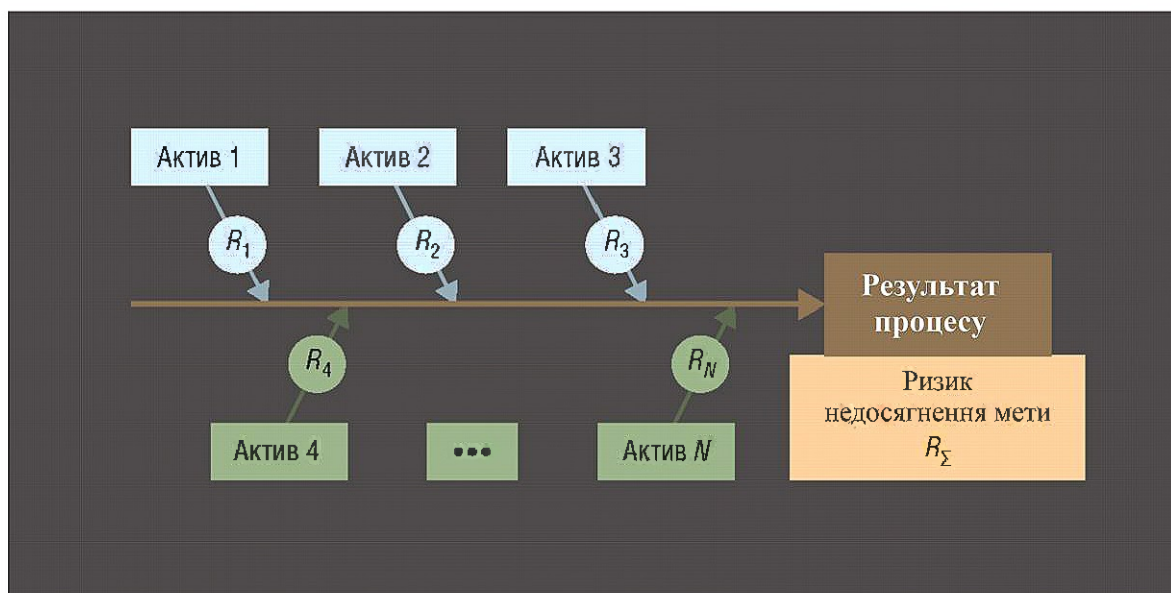 Актив 1
Актив 2
Актив 3
R1
R2
R3
Результат
процесу
R4
RN
Ризик
недосягнення мети
RΣ
Актив 4
•••
Актив N